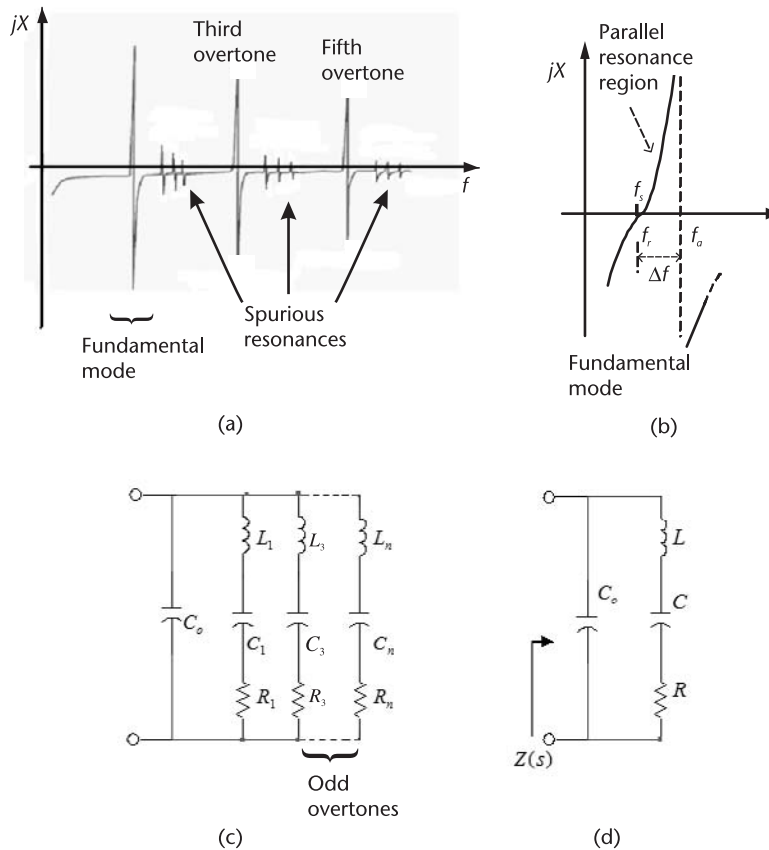 jX
Third
overtone
Fifth
overtone
f
Spurious
resonances
Fundamental
mode
(a)
Parallel
resonance
region
jX
f_s
f_r
f_a
Δf
Fundamental
mode
(b)
C_o
L_1
L_3
L_n
C_1
C_3
C_n
R_1
R_3
R_n
Odd
overtones
(c)
C_o
L
C
R
Z(s)
(d)